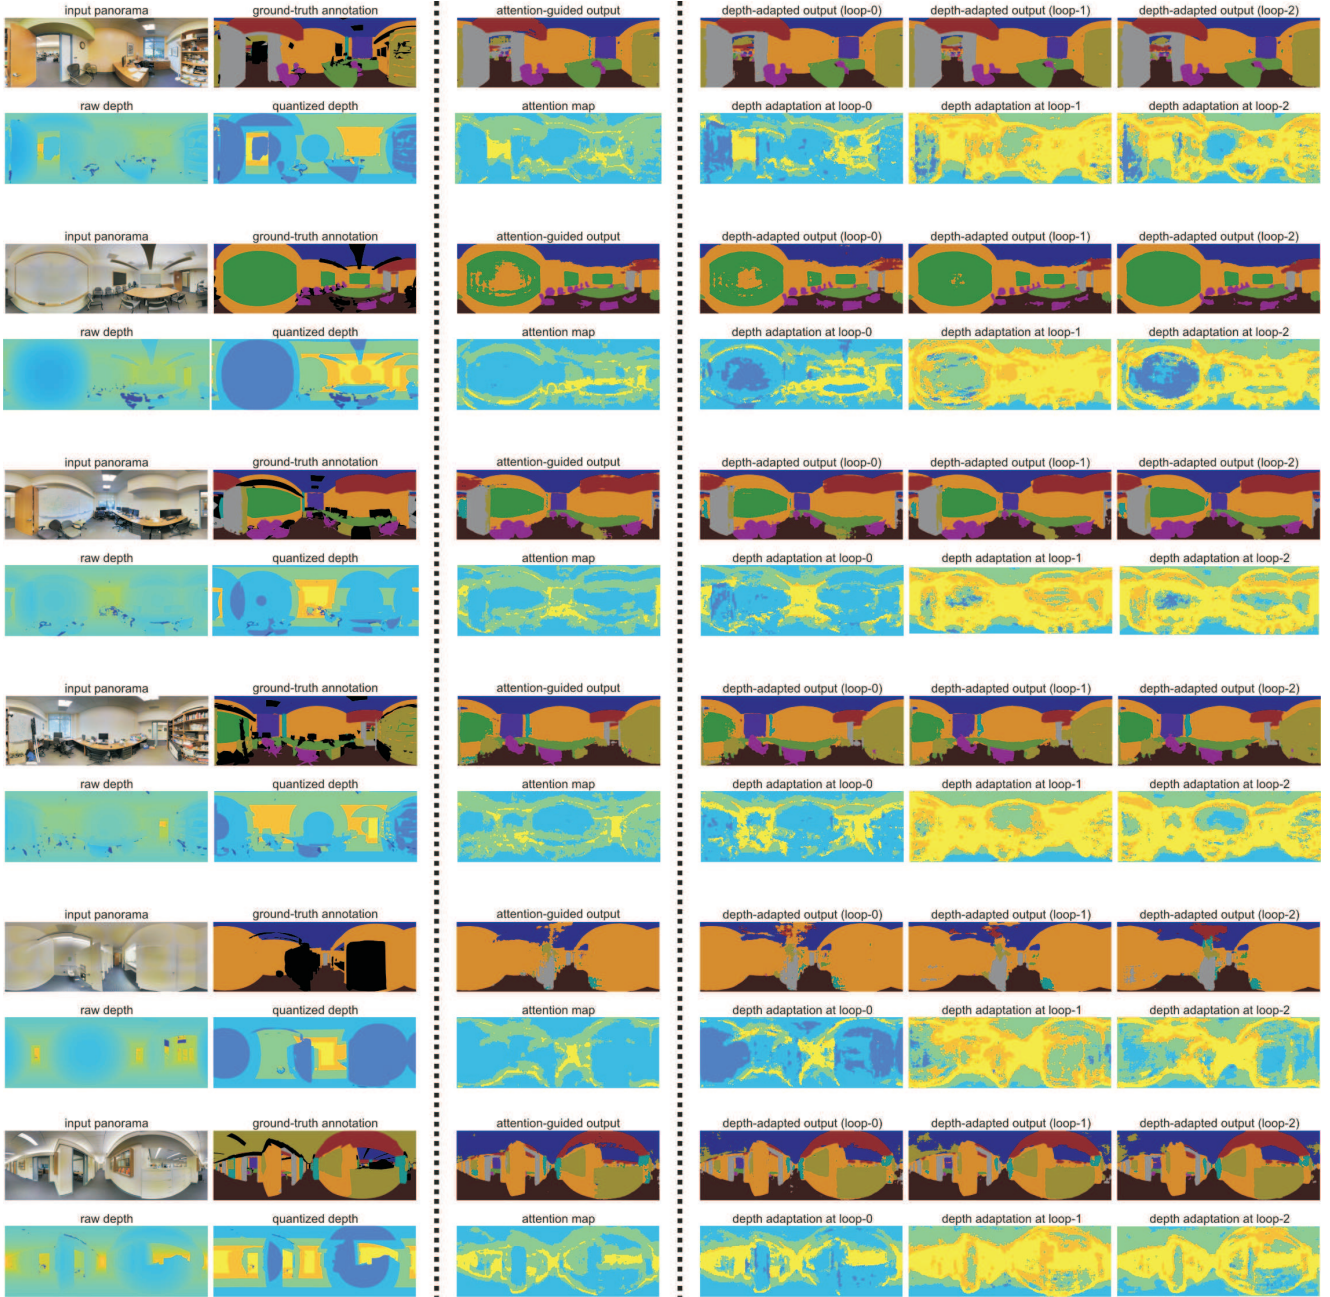 input panorama ground-truth annotation attention-guided output depth-adapted output (loop-0) depth-adapted output (loop-1) depth-adapted output (loop-2)
raw depth quantized depth attention map depth adaptation at loop-0 depth adaptation at loop-1 depth adaptation at loop-2
input panorama ground-truth annotation attention-guided output depth-adapted output (loop-0) depth-adapted output (loop-1) depth-adapted output (loop-2)
raw depth quantized depth attention map depth adaptation at loop-0 depth adaptation at loop-1 depth adaptation at loop-2
input panorama ground-truth annotation attention-guided output depth-adapted output (loop-0) depth-adapted output (loop-1) depth-adapted output (loop-2)
raw depth quantized depth attention map depth adaptation at loop-0 depth adaptation at loop-1 depth adaptation at loop-2
input panorama ground-truth annotation attention-guided output depth-adapted output (loop-0) depth-adapted output (loop-1) depth-adapted output (loop-2)
raw depth quantized depth attention map depth adaptation at loop-0 depth adaptation at loop-1 depth adaptation at loop-2
input panorama ground-truth annotation attention-guided output depth-adapted output (loop-0) depth-adapted output (loop-1) depth-adapted output (loop-2)
raw depth quantized depth attention map depth adaptation at loop-0 depth adaptation at loop-1 depth adaptation at loop-2
input panorama ground-truth annotation attention-guided output depth-adapted output (loop-0) depth-adapted output (loop-1) depth-adapted output (loop-2)
raw depth quantized depth attention map depth adaptation at loop-0 depth adaptation at loop-1 depth adaptation at loop-2